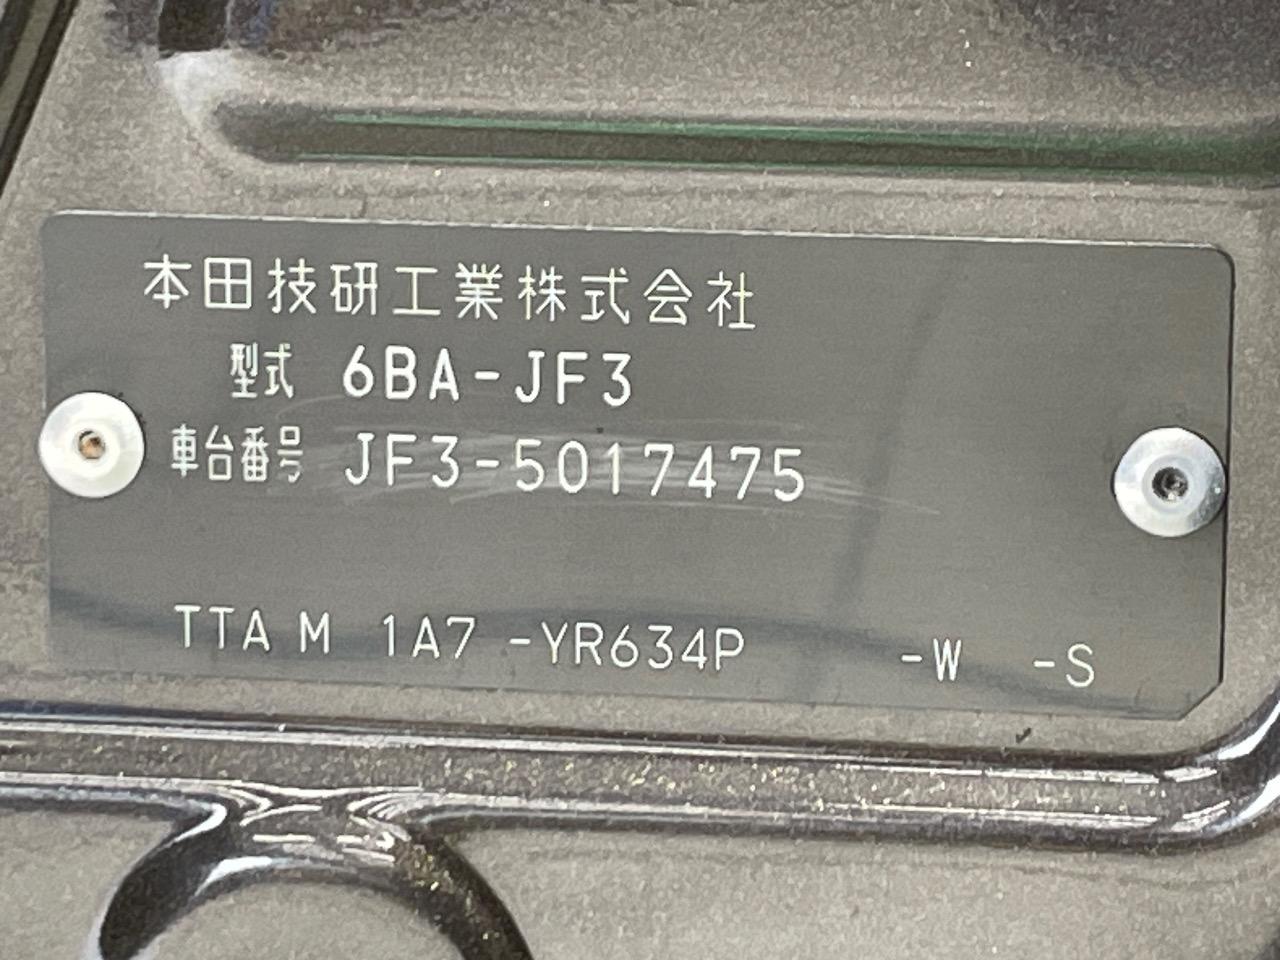 本田技研工業株式会社
型式 6BA-JF3
車台番号 JF3-5017475
TTA M 1A7 -YR634P -W -S